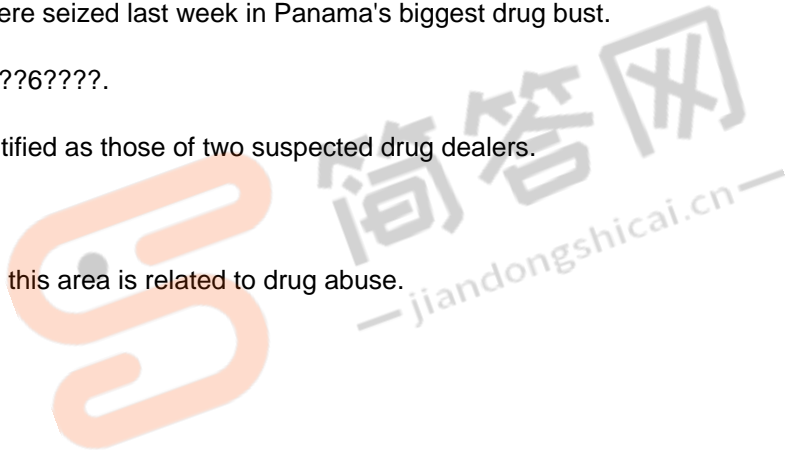 ere seized last week in Panama's biggest drug bust.
??6????.
tified as those of two suspected drug dealers.
this area is related to drug abuse.
简答网
jiandongshicai.cn